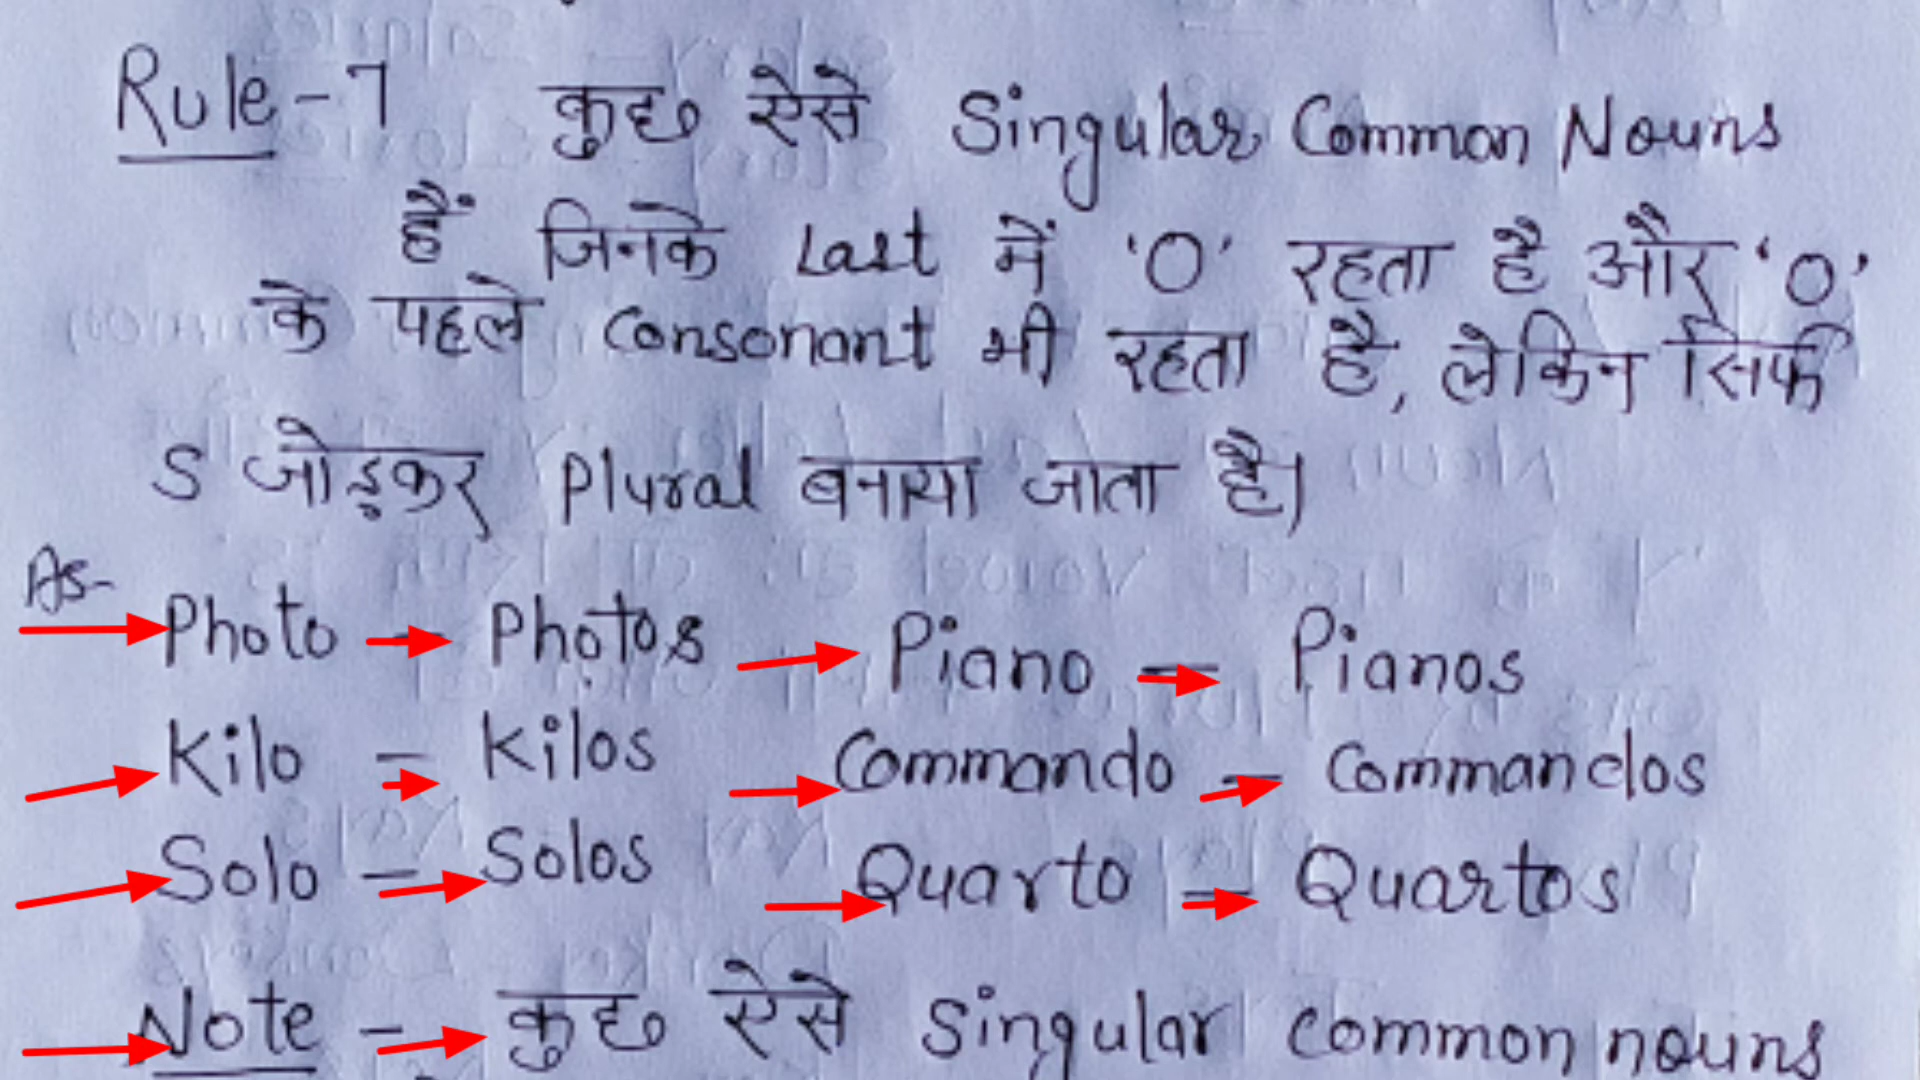 Rule-7 कुछ ऐसे Singular Common Nouns
हैं जिनके Last में 'O' रहता है और 'O'
के पहले Consonant भी रहता है, लेकिन सिर्फ
S जोड़कर Plural बनाया जाता है।
As-
Photo - Photos Piano - Pianos
Kilo - Kilos Commando - Commandos
Solo - Solos Quarto - Quartos
Note - कुछ ऐसे Singular common nouns